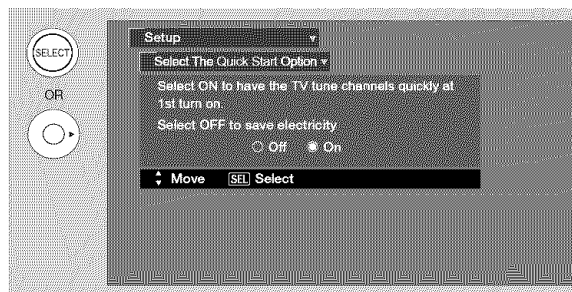 SELECT
OR
Setup
Select The Quick Start Option
Select ON to have the TV tune channels quickly at
1st turn on.
Select OFF to save electricity
Off On
Move SEL Select